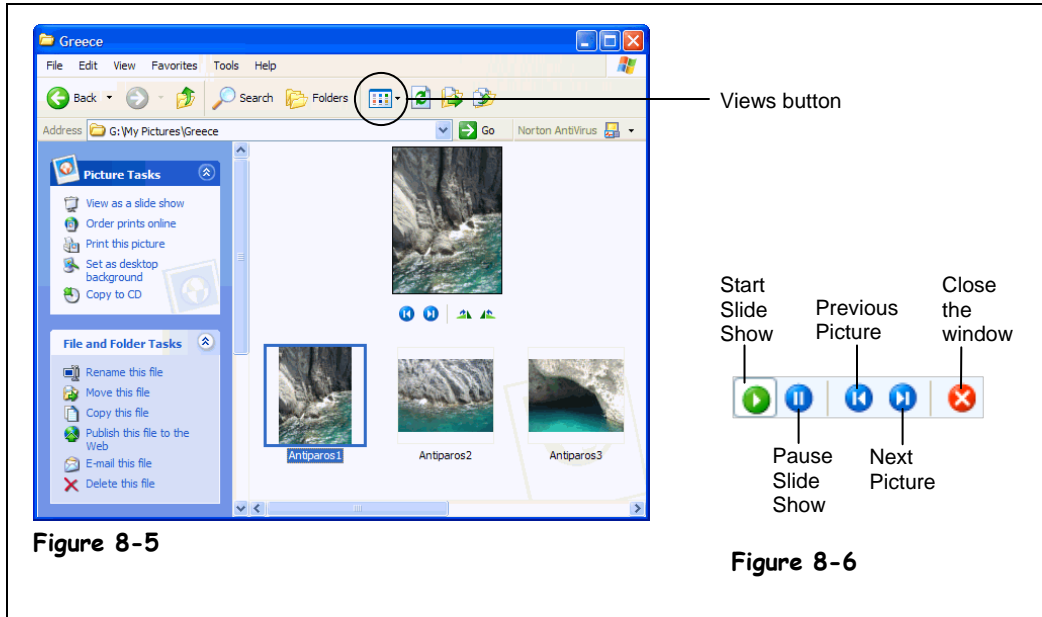 Greece
File Edit View Favorites Tools Help
Back Search Folders
Views button
Address G:\My Pictures\Greece Go Norton AntiVirus
Picture Tasks
View as a slide show
Order prints online
Print this picture
Set as desktop
background
Copy to CD
File and Folder Tasks
Rename this file
Move this file
Copy this file
Publish this file to the
Web
E-mail this file
Delete this file
Antiparos1 Antiparos2 Antiparos3
Figure 8-5
Start
Slide
Show
Previous
Picture
Close
the
window
Pause
Slide
Show
Next
Picture
Figure 8-6